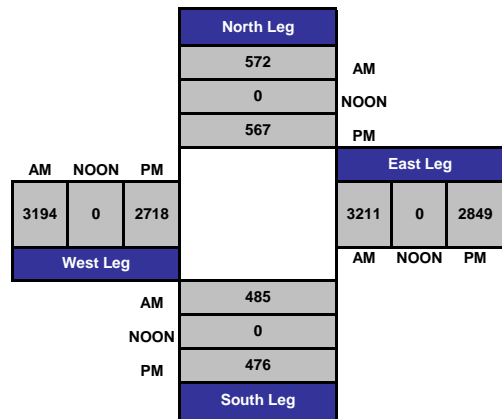 North Leg
572 AM
0 NOON
567 PM
AM NOON PM East Leg
3194 0 2718 3211 0 2849
West Leg AM NOON PM
AM 485
NOON 0
PM 476
South Leg